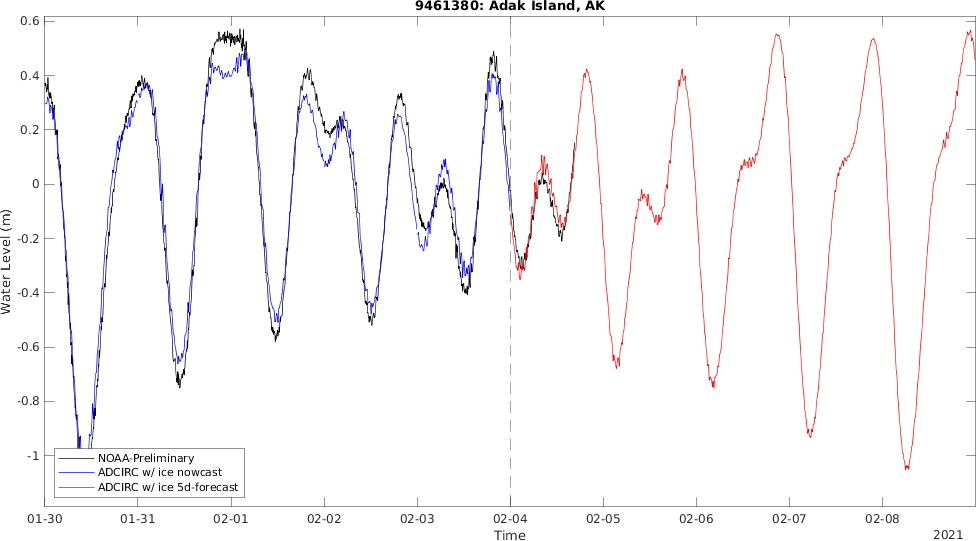 9461380: Adak Island, AK
Water Level (m)
0.6
0.4
0.2
0
-0.2
-0.4
-0.6
-0.8
-1
NOAA-Preliminary
ADCIRC w/ ice nowcast
ADCIRC w/ ice 5d-forecast
01-30 01-31 02-01 02-02 02-03 02-04 02-05 02-06 02-07 02-08
Time
2021